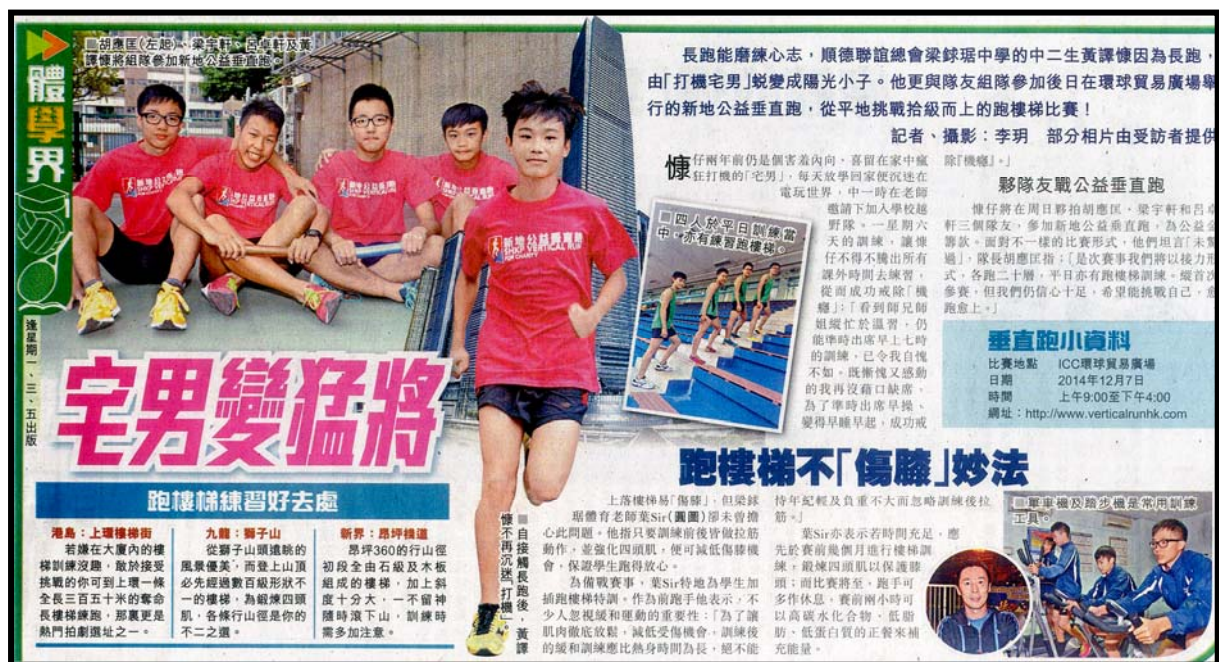 體學界
逢星期一、三、五出版
■胡應匡(左起)、梁宇軒、呂卓軒及黃
譯慷將組隊參加新地公益垂直跑。
新地公益垂直跑
SHKP VERTICAL RUN
FOR CHARITY
宅男變猛將
長跑能磨練心志，順德聯誼總會梁銶琚中學的中二生黃譯慷因為長跑，
由「打機宅男」蛻變成陽光小子。他更與隊友組隊參加後日在環球貿易廣場舉
行的新地公益垂直跑，從平地挑戰拾級而上的跑樓梯比賽！
記者、攝影：李玥　部分相片由受訪者提供
慷仔兩年前仍是個害羞內向，喜留在家中瘋
狂打機的「宅男」，每天放學回家便沉迷在
電玩世界，中一時在老師
邀請下加入學校越
野隊。一星期六
天的訓練，讓慷
仔不得不騰出所有
課外時間去練習，
從而成功戒除「機
癮」：「看到師兄師
姐縱忙於溫習，仍
能準時出席早上七時
的訓練，已令我自愧
不如。既慚愧又感動
的我再沒藉口缺席，
為了準時出席早操、
變得早睡早起，成功戒
除『機癮』。」
■四人於平日訓練當
中，亦有練習跑樓梯。
夥隊友戰公益垂直跑
慷仔將在周日夥拍胡應匡、梁宇軒和呂卓
軒三個隊友，參加新地公益垂直跑，為公益金
籌款。面對不一樣的比賽形式，他們坦言「未驚
過」，隊長胡應匡指：「是次賽事我們將以接力形
式，各跑二十層，平日亦有跑樓梯訓練。縱首次
參賽，但我們仍信心十足，希望能挑戰自己，愈
跑愈上。」
垂直跑小資料
比賽地點　ICC環球貿易廣場
日期　2014年12月7日
時間　上午9:00至下午4:00
網址：http://www.verticalrunhk.com
跑樓梯練習好去處
港島：上環樓梯街
若嫌在大廈內的樓
梯訓練沒趣，敢於接受
挑戰的你可到上環一條
全長三百五十米的奪命
長樓梯練跑，那裏更是
熱門拍劇選址之一。
九龍：獅子山
從獅子山頭遠眺的
風景優美，而登上山頂
必先經過數百級形狀不
一的樓梯，為鍛煉四頭
肌，各條行山徑是你的
不二之選。
新界：昂坪棧道
昂坪360的行山徑
初段全由石級及木板
組成的樓梯，加上斜
度十分大，一不留神
隨時滾下山，訓練時
需多加注意。
■自接觸長跑後，黃譯
慷不再沉迷「打機」。
跑樓梯不「傷膝」妙法
上落樓梯易「傷膝」，但梁銶
琚體育老師葉Sir(圓圖)卻未曾擔
心此問題。他指只要訓練前後皆做拉筋
動作，並強化四頭肌，便可減低傷膝機
會，保證學生跑得放心。
為備戰賽事，葉Sir特地為學生加
插跑樓梯特訓。作為前跑手他表示，不
少人忽視緩和運動的重要性：「為了讓
肌肉徹底放鬆，減低受傷機會，訓練後
的緩和訓練應比熱身時間為長，絕不能
恃年紀輕及負重不大而忽略訓練後拉
筋。」
葉Sir亦表示若時間充足，應
先於賽前幾個月進行樓梯訓
練，鍛煉四頭肌以保護膝
頭；而比賽將至，跑手可
多作休息，賽前兩小時可
以高碳水化合物、低脂
肪、低蛋白質的正餐來補
充能量。
■單車機及踏步機是常用訓練
工具。